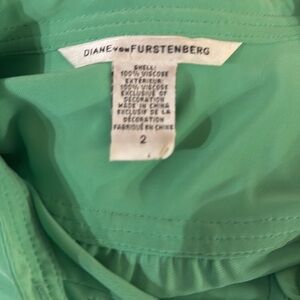 DIANE VON FURSTENBERG
SHELL:
100% VISCOSE
EXTÉRIEUR:
100% VISCOSE
EXCLUSIVE OF
DECORATION
MADE IN CHINA
EXCLUSIF DE LA
DÉCORATION
FABRIQUÉ EN CHINE
2